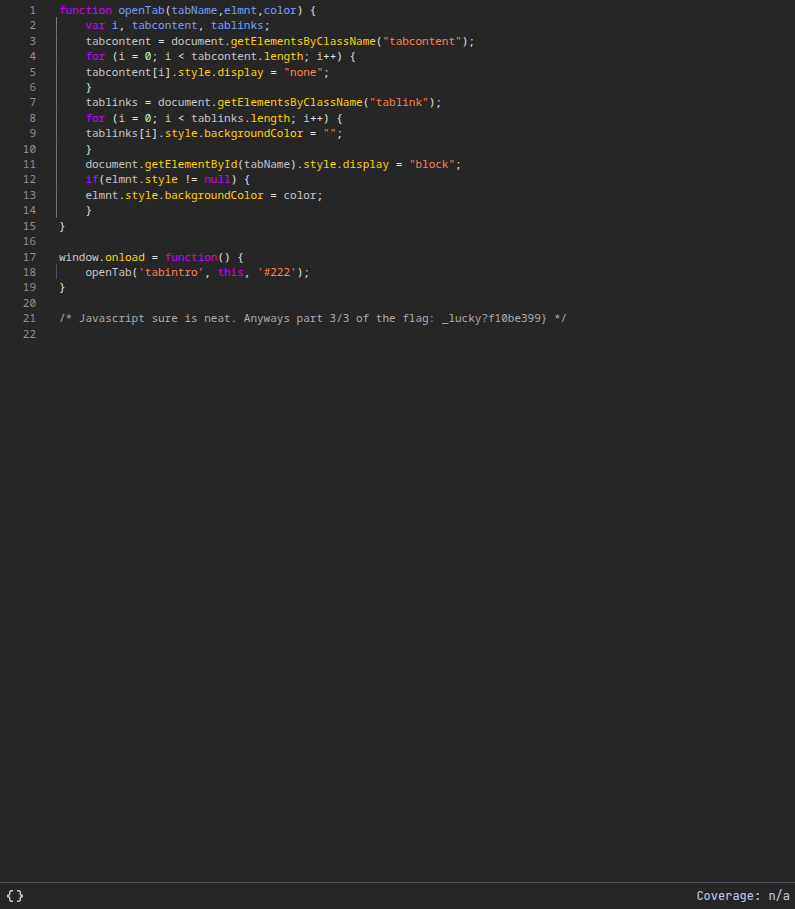 1 function openTab(tabName,elmnt,color) {
2 var i, tabcontent, tablinks;
3 tabcontent = document.getElementsByClassName("tabcontent");
4 for (i = 0; i < tabcontent.length; i++) {
5 tabcontent[i].style.display = "none";
6 }
7 tablinks = document.getElementsByClassName("tablink");
8 for (i = 0; i < tablinks.length; i++) {
9 tablinks[i].style.backgroundColor = "";
10 }
11 document.getElementById(tabName).style.display = "block";
12 if(elmnt.style != null) {
13 elmnt.style.backgroundColor = color;
14 }
15 }
16
17 window.onload = function() {
18 openTab('tabintro', this, '#222');
19 }
20
21 /* Javascript sure is neat. Anyways part 3/3 of the flag: _lucky?f10be399} */
22
{} Coverage: n/a